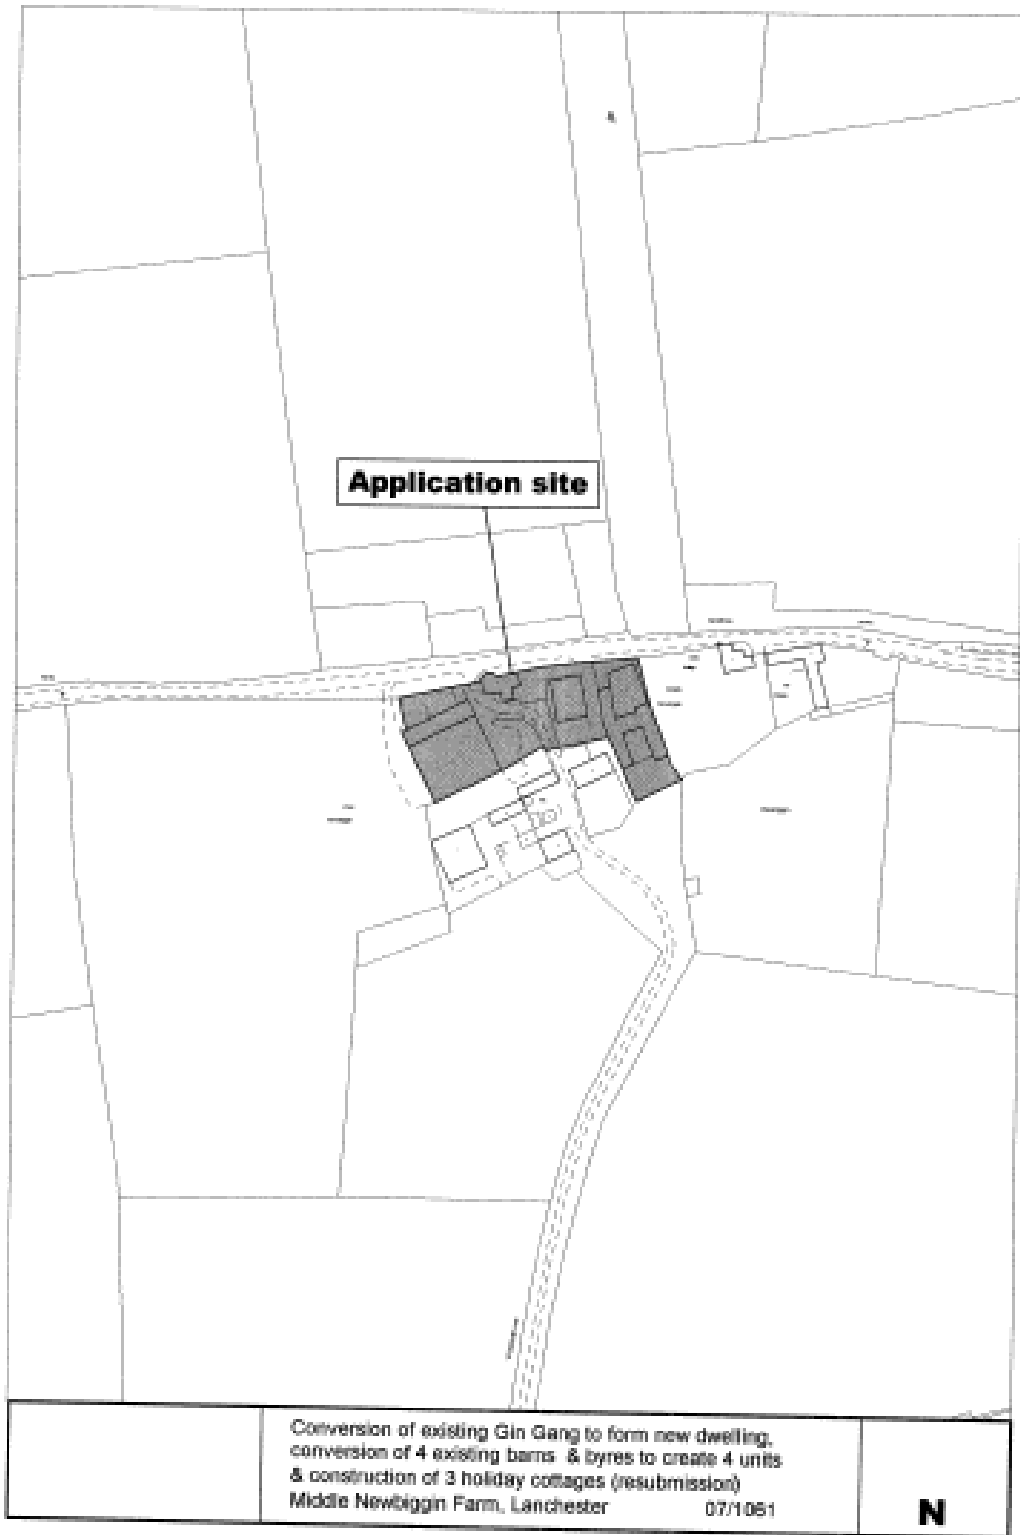 Application site
Conversion of existing Gin Gang to form new dwelling,
conversion of 4 existing barns & byres to create 4 units
& construction of 3 holiday cottages (resubmission)
Middle Newbiggin Farm, Lanchester 07/1061
N